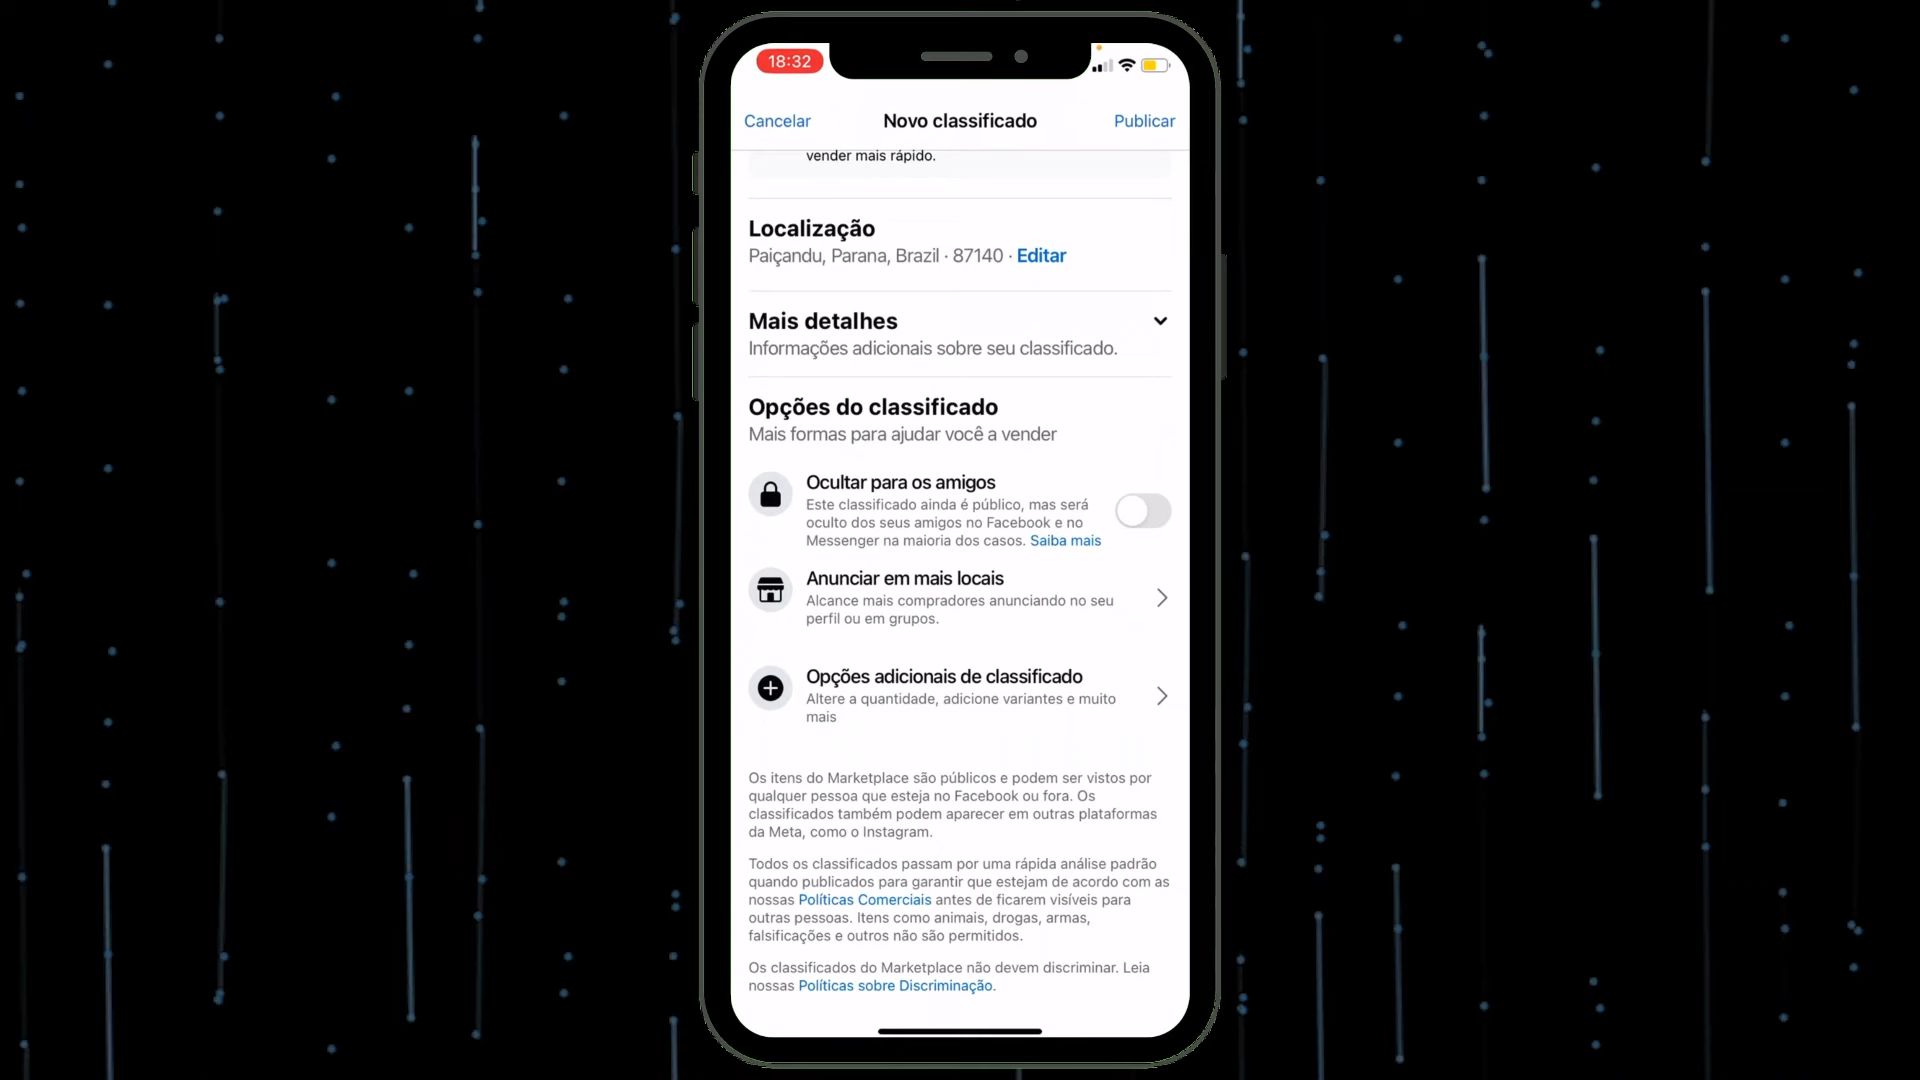 18:32
Cancelar
Novo classificado
Publicar
vender mais rápido.
Localização
Paiçandu, Parana, Brazil · 87140 · Editar
Mais detalhes
Informações adicionais sobre seu classificado.
Opções do classificado
Mais formas para ajudar você a vender
Ocultar para os amigos
Este classificado ainda é público, mas será
oculto dos seus amigos no Facebook e no
Messenger na maioria dos casos. Saiba mais
Anunciar em mais locais
Alcance mais compradores anunciando no seu
perfil ou em grupos.
Opções adicionais de classificado
Altere a quantidade, adicione variantes e muito
mais
Os itens do Marketplace são públicos e podem ser vistos por
qualquer pessoa que esteja no Facebook ou fora. Os
classificados também podem aparecer em outras plataformas
da Meta, como o Instagram.
Todos os classificados passam por uma rápida análise padrão
quando publicados para garantir que estejam de acordo com as
nossas Políticas Comerciais antes de ficarem visíveis para
outras pessoas. Itens como animais, drogas, armas,
falsificações e outros não são permitidos.
Os classificados do Marketplace não devem discriminar. Leia
nossas Políticas sobre Discriminação.